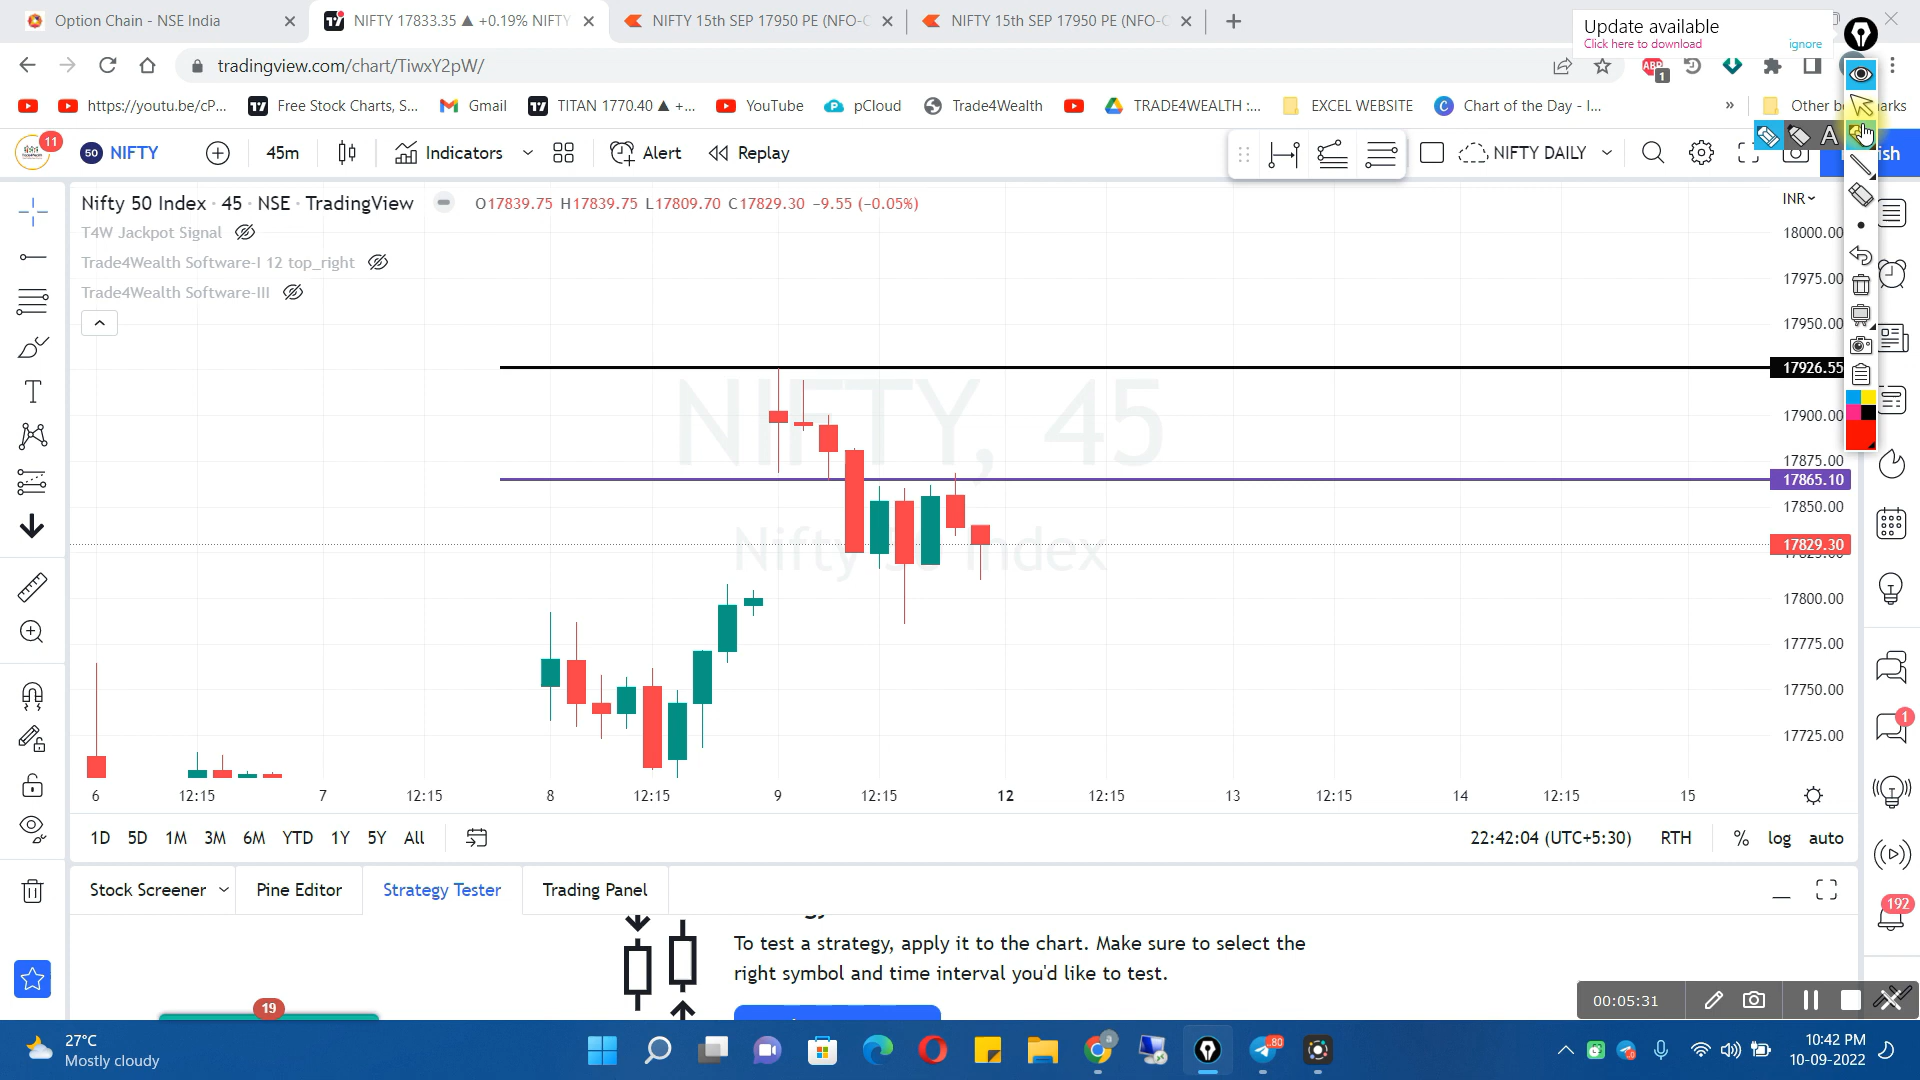 Option Chain - NSE India
NIFTY 17833.35 ▲ +0.19% NIFTY
NIFTY 15th SEP 17950 PE (NFO-O
NIFTY 15th SEP 17950 PE (NFO-O
Update available
Click here to download
ignore
tradingview.com/chart/TiwxY2pW/
ABP
1
https://youtu.be/cP...
Free Stock Charts, S...
Gmail
TITAN 1770.40 ▲ +...
YouTube
pCloud
Trade4Wealth
TRADE4WEALTH :...
EXCEL WEBSITE
Chart of the Day - I...
»
11
50
NIFTY
45m
Indicators
Alert
Replay
NIFTY DAILY
Nifty 50 Index · 45 · NSE · TradingView
O17839.75 H17839.75 L17809.70 C17829.30 −9.55 (−0.05%)
INR
T4W Jackpot Signal
Trade4Wealth Software-I 12 top_right
Trade4Wealth Software-III
NIFTY, 45
Nifty 50 Index
18000.00
17975.00
17950.00
17926.55
17900.00
17875.00
17865.10
17850.00
17829.30
17800.00
17775.00
17750.00
17725.00
6 12:15 7 12:15 8 12:15 9 12:15 12 12:15 13 12:15 14 12:15 15
1D 5D 1M 3M 6M YTD 1Y 5Y All
22:42:04 (UTC+5:30) RTH % log auto
Stock Screener
Pine Editor
Strategy Tester
Trading Panel
To test a strategy, apply it to the chart. Make sure to select the
right symbol and time interval you'd like to test.
1
192
19
00:05:31
27°C
Mostly cloudy
80
10:42 PM
10-09-2022